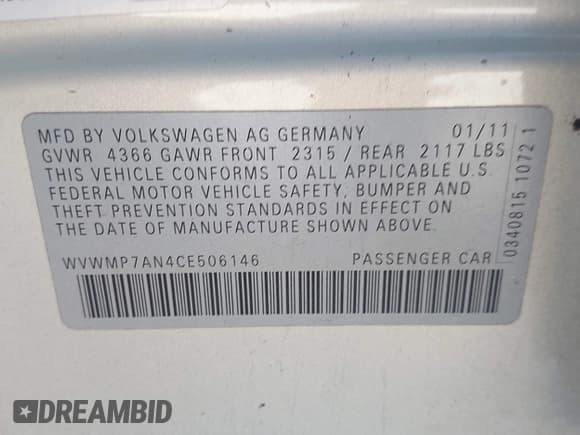 MFD BY VOLKSWAGEN AG GERMANY 01/11
GVWR 4366 GAWR FRONT 2315 / REAR 2117 LBS
THIS VEHICLE CONFORMS TO ALL APPLICABLE U.S.
FEDERAL MOTOR VEHICLE SAFETY, BUMPER AND
THEFT PREVENTION STANDARDS IN EFFECT ON
THE DATE OF MANUFACTURE SHOWN ABOVE.
WVWMP7AN4CE506146 PASSENGER CAR
0340815 1072 1
DREAMBID